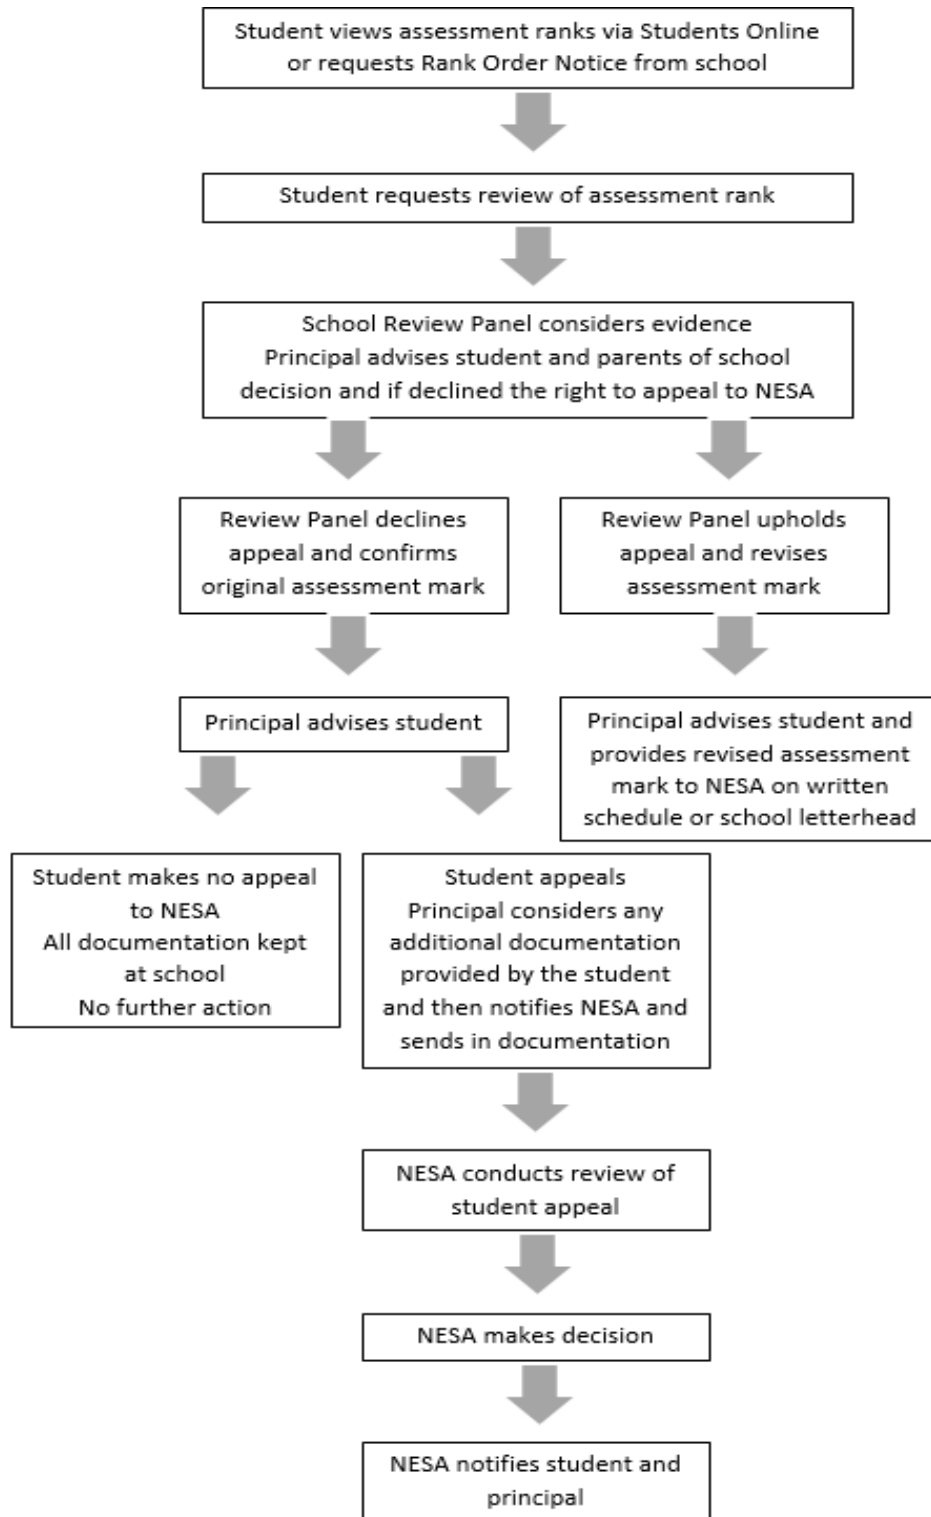 Student views assessment ranks via Students Online
or requests Rank Order Notice from school
Student requests review of assessment rank
School Review Panel considers evidence
Principal advises student and parents of school
decision and if declined the right to appeal to NESA
Review Panel declines
appeal and confirms
original assessment mark
Review Panel upholds
appeal and revises
assessment mark
Principal advises student
Principal advises student and
provides revised assessment
mark to NESA on written
schedule or school letterhead
Student makes no appeal
to NESA
All documentation kept
at school
No further action
Student appeals
Principal considers any
additional documentation
provided by the student
and then notifies NESA and
sends in documentation
NESA conducts review of
student appeal
NESA makes decision
NESA notifies student and
principal